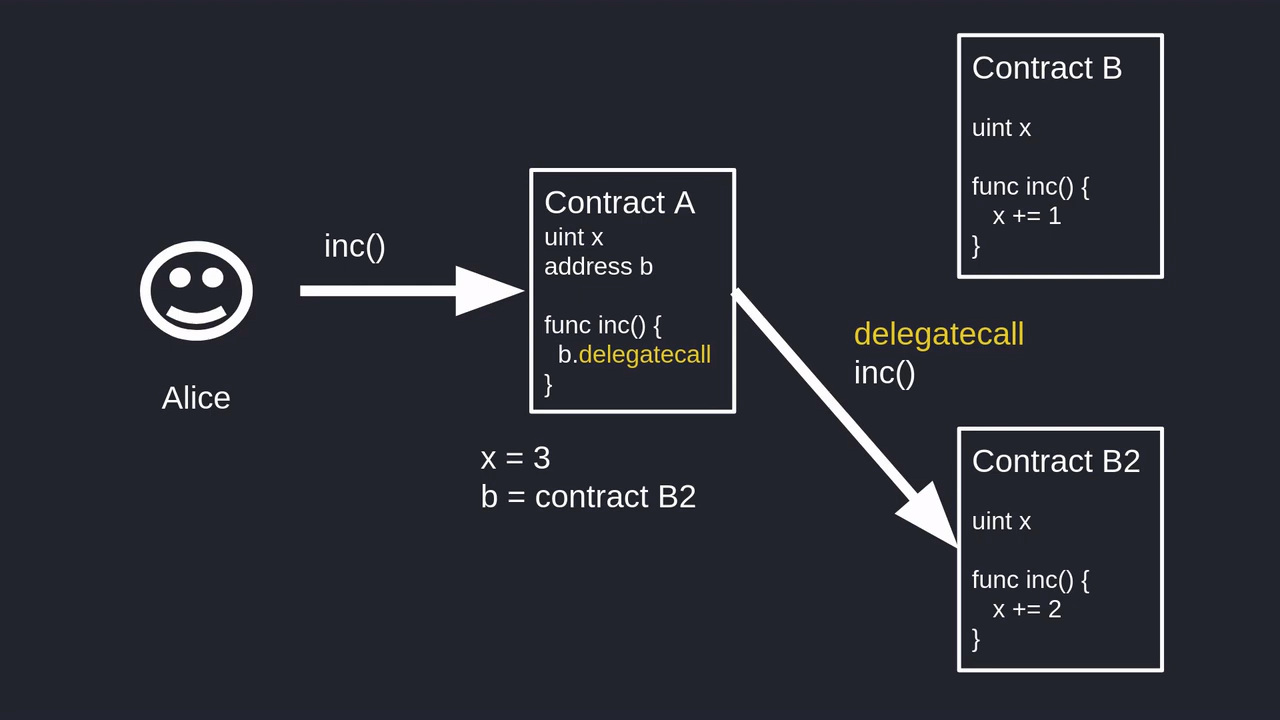 Alice
inc()
Contract A
uint x
address b
func inc() {
b.delegatecall
}
x = 3
b = contract B2
delegatecall
inc()
Contract B
uint x
func inc() {
x += 1
}
Contract B2
uint x
func inc() {
x += 2
}